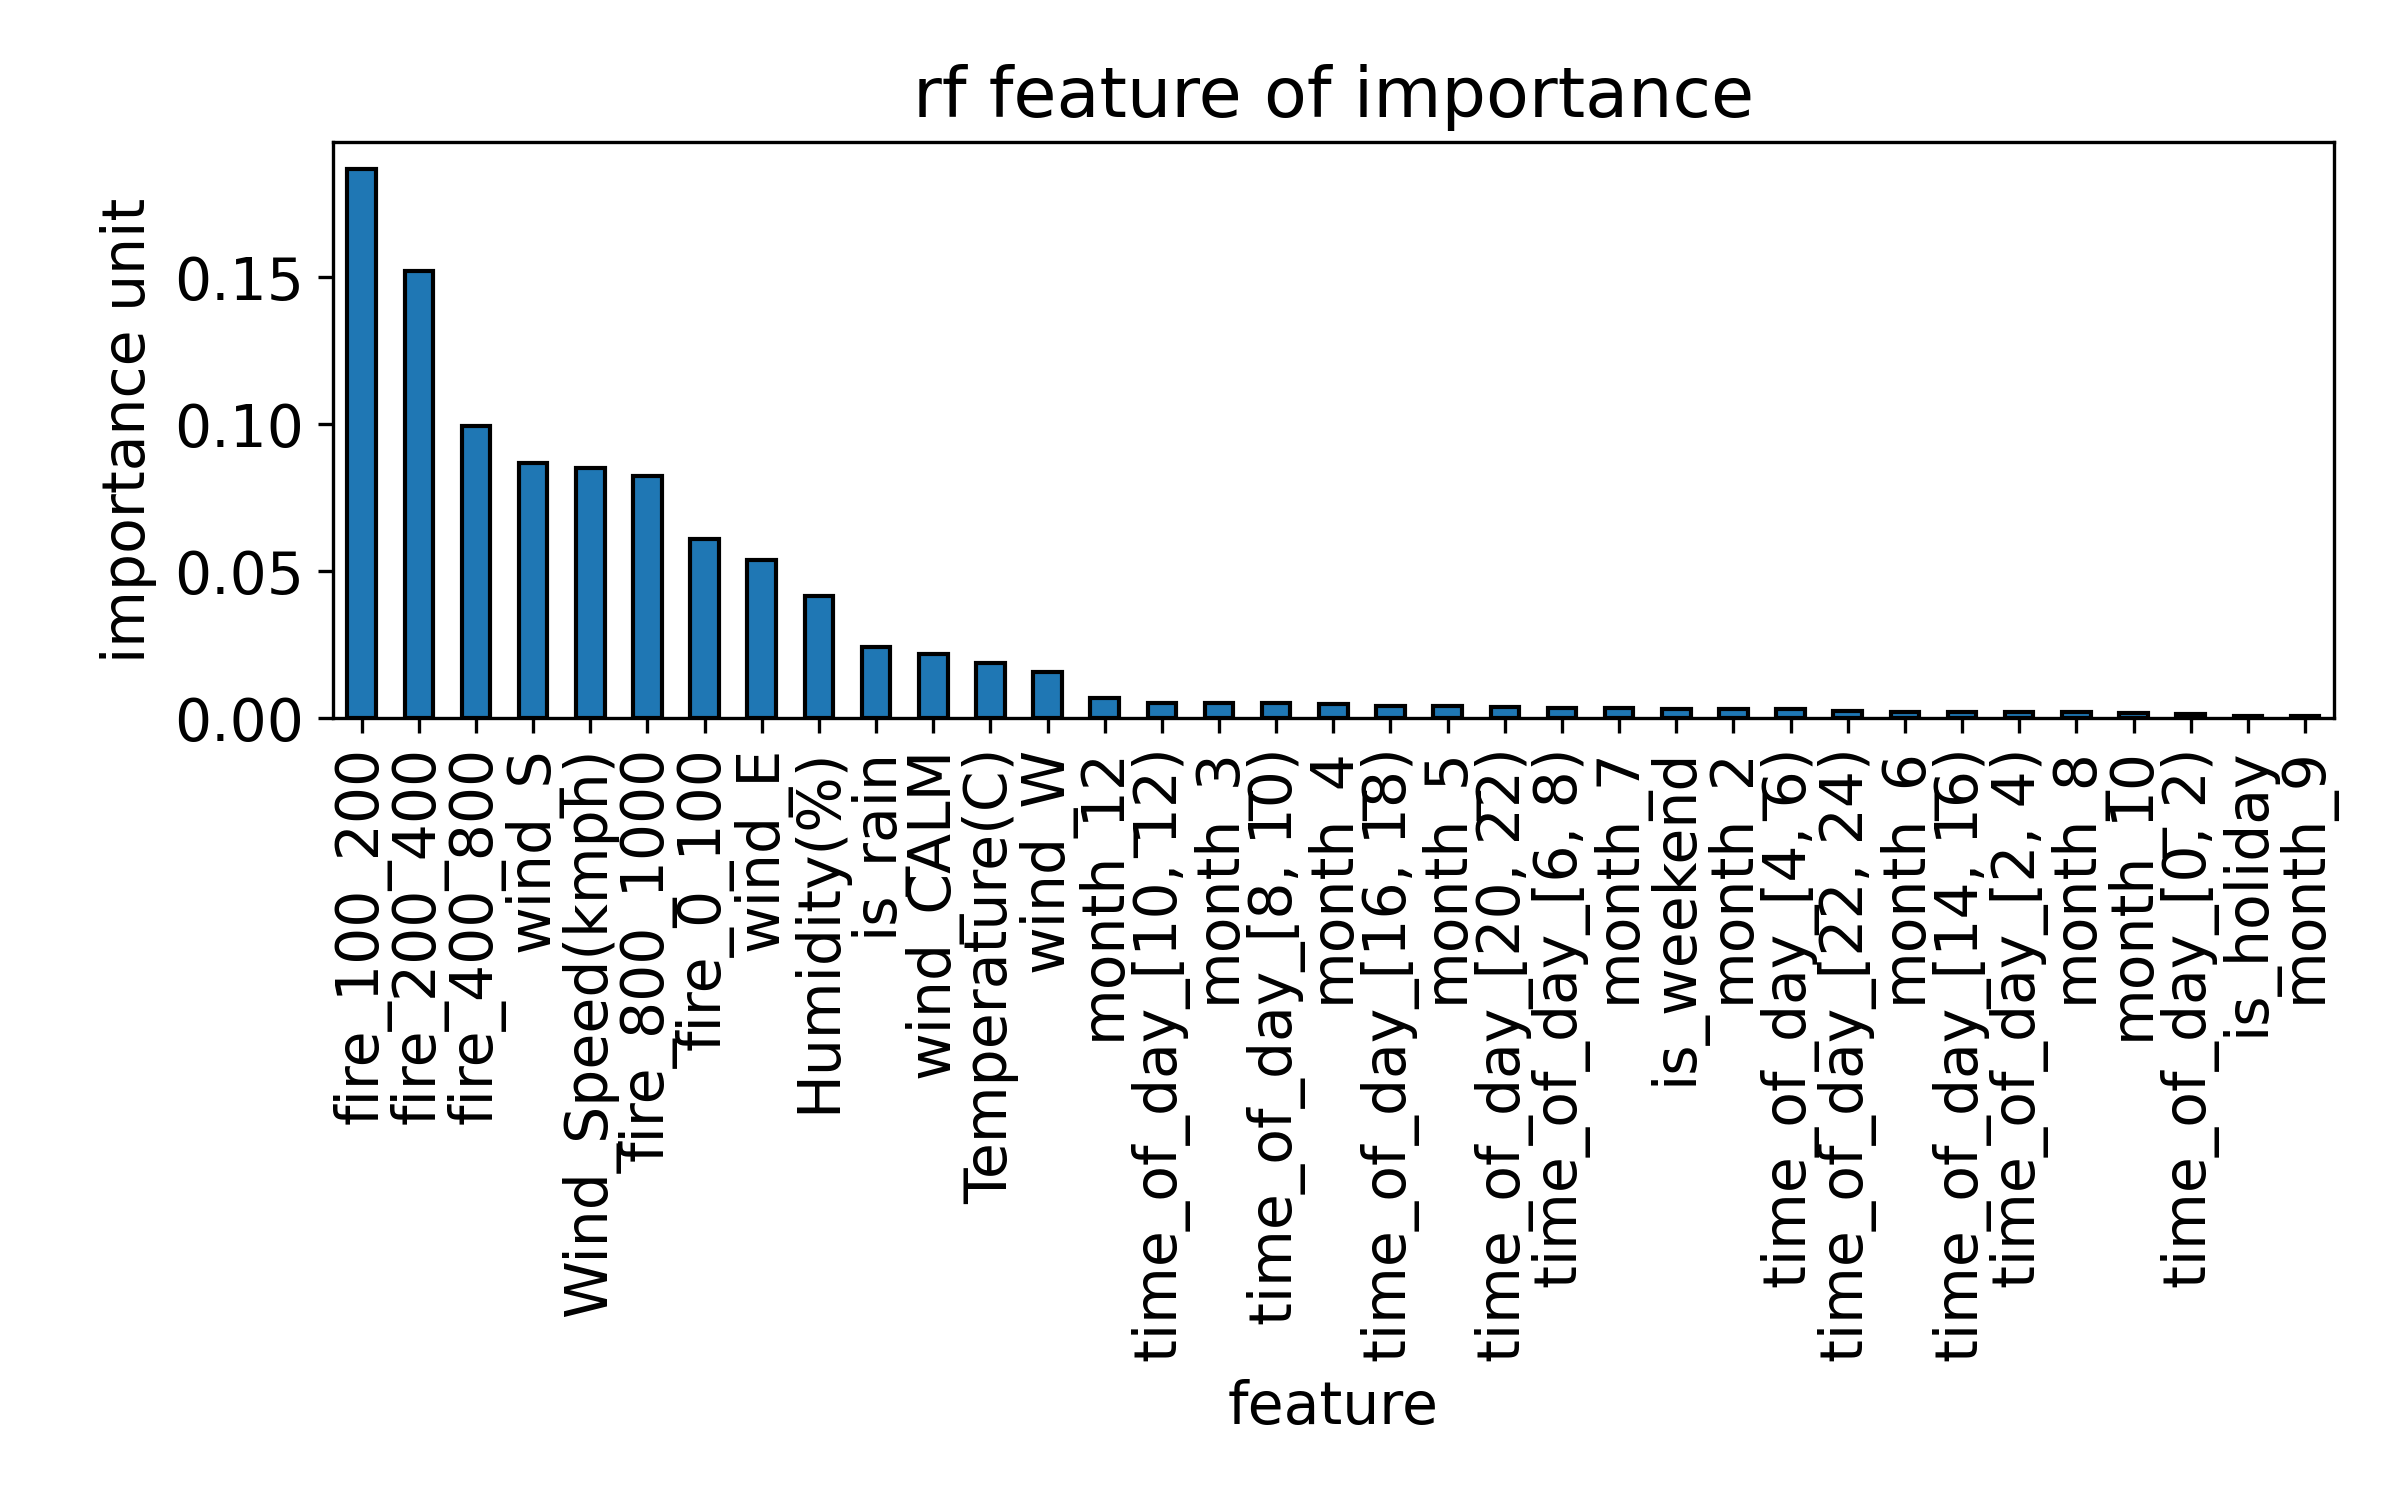 rf feature of importance
importance unit
0.15
0.10
0.05
0.00
fire_100_200
fire_200_400
fire_400_800
wind_S
Wind_Speed(kmph)
fire_800_1000
fire_0_100
wind_E
Humidity(%)
is_rain
wind_CALM
Temperature(C)
wind_W
month_12
time_of_day_[10, 12)
month_3
time_of_day_[8, 10)
month_4
time_of_day_[16, 18)
month_5
time_of_day_[20, 22)
time_of_day_[6, 8)
month_7
is_weekend
month_2
time_of_day_[4, 6)
time_of_day_[22, 24)
month_6
time_of_day_[14, 16)
time_of_day_[2, 4)
month_8
month_10
time_of_day_[0, 2)
is_holiday
month_9
feature